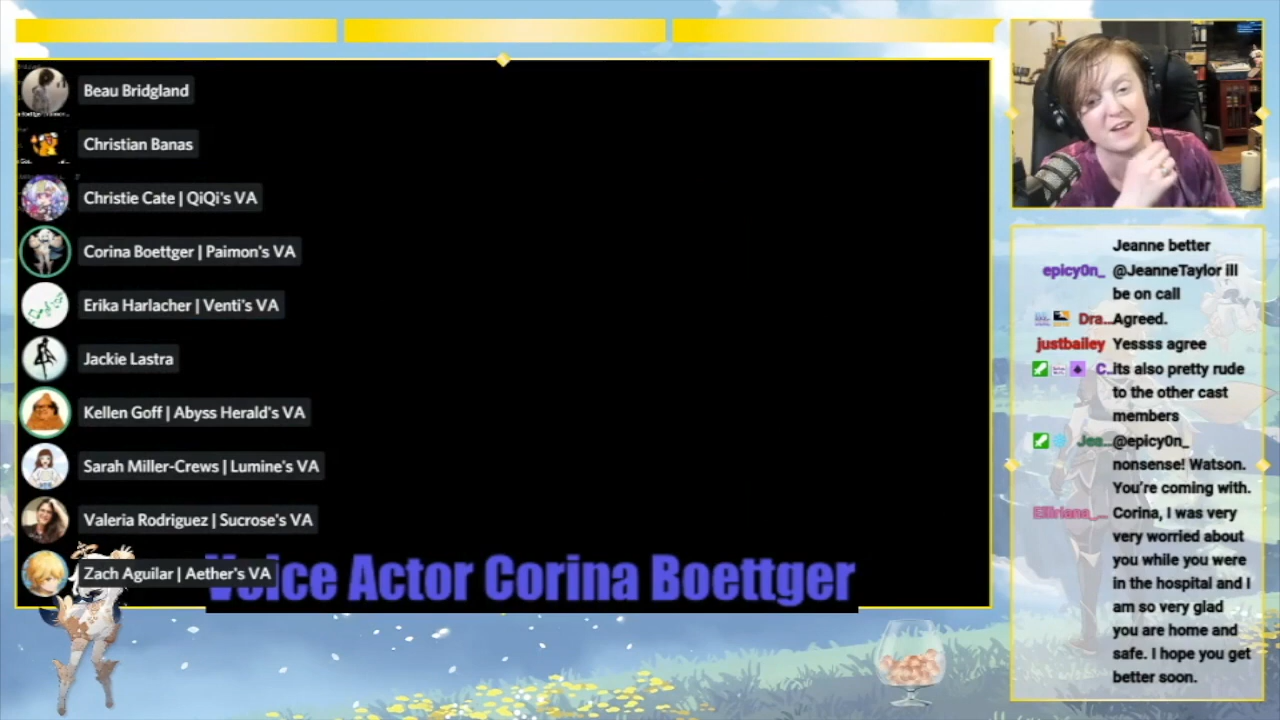 Beau Bridgland
Christian Banas
Christie Cate | QiQi's VA
Corina Boettger | Paimon's VA
Erika Harlacher | Venti's VA
Jackie Lastra
Kellen Goff | Abyss Herald's VA
Sarah Miller-Crews | Lumine's VA
Valeria Rodriguez | Sucrose's VA
Zach Aguilar | Aether's VA
Voice Actor Corina Boettger
Jeanne better
epicy0n_ @JeanneTaylor ill
be on call
Dra... Agreed.
justbailey Yessss agree
C... its also pretty rude
to the other cast
members
Jea... @epicy0n_
nonsense! Watson.
You're coming with.
Corina, I was very
very worried about
you while you were
in the hospital and I
am so very glad
you are home and
safe. I hope you get
better soon.